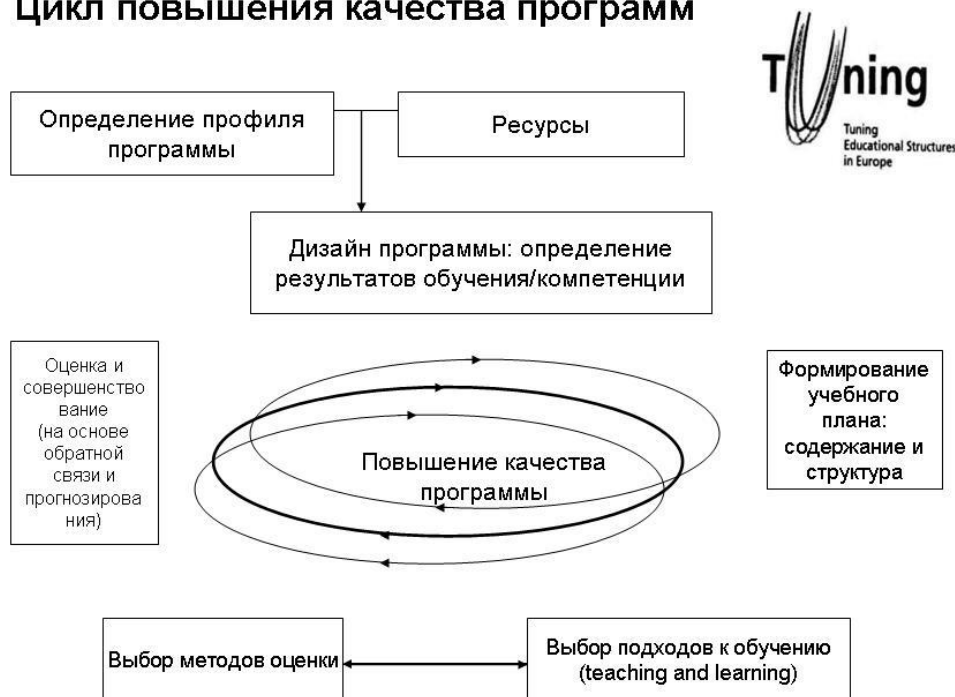 Цикл повышения качества программ
Tuning
Tuning
Educational Structures
in Europe
Определение профиля
программы
Ресурсы
Дизайн программы: определение
результатов обучения/компетенции
Оценка и
совершенство
вание
(на основе
обратной
связи и
прогнозирова
ния)
Повышение качества
программы
Формирование
учебного
плана:
содержание и
структура
Выбор методов оценки
Выбор подходов к обучению
(teaching and learning)